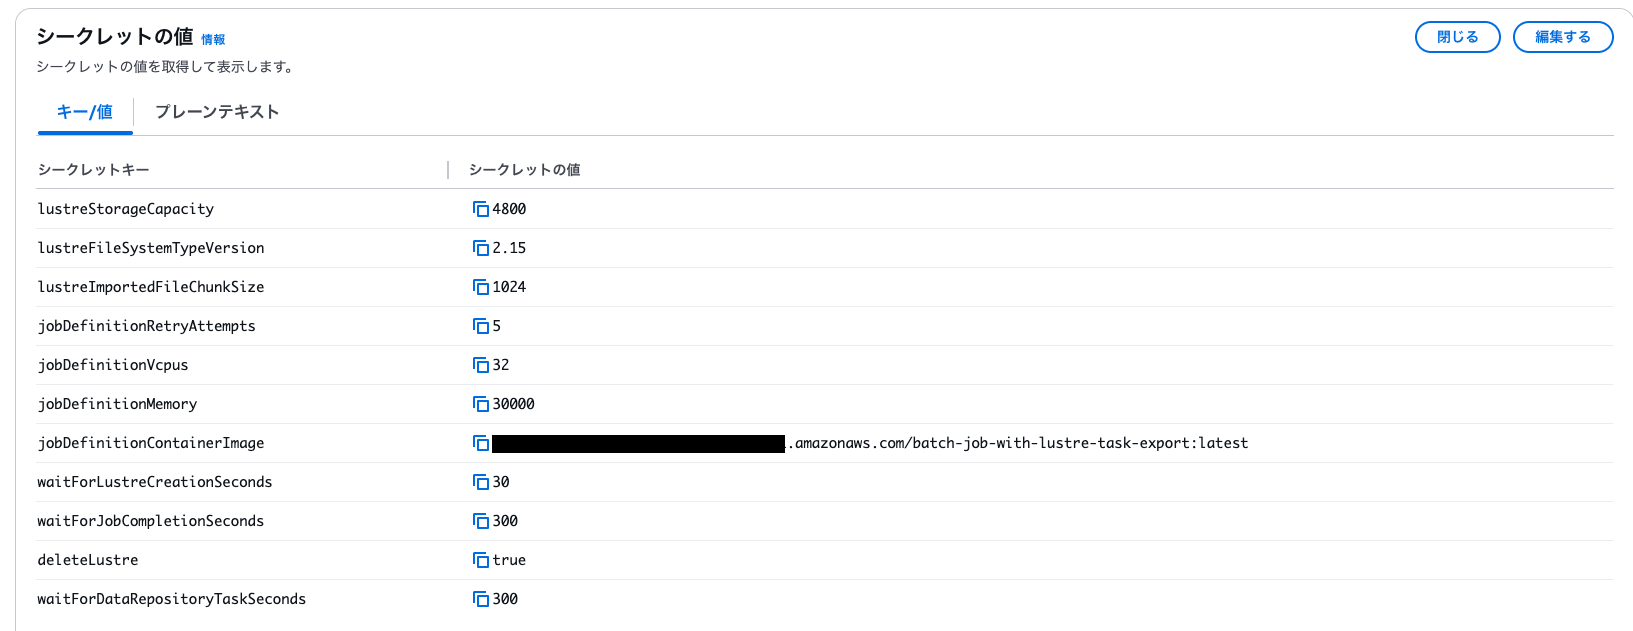 シークレットの値 情報
閉じる
編集する
シークレットの値を取得して表示します。
キー/値
プレーンテキスト
シークレットキー
シークレットの値
lustreStorageCapacity 4800
lustreFileSystemTypeVersion 2.15
lustreImportedFileChunkSize 1024
jobDefinitionRetryAttempts 5
jobDefinitionVcpus 32
jobDefinitionMemory 30000
jobDefinitionContainerImage .amazonaws.com/batch-job-with-lustre-task-export:latest
waitForLustreCreationSeconds 30
waitForJobCompletionSeconds 300
deleteLustre true
waitForDataRepositoryTaskSeconds 300